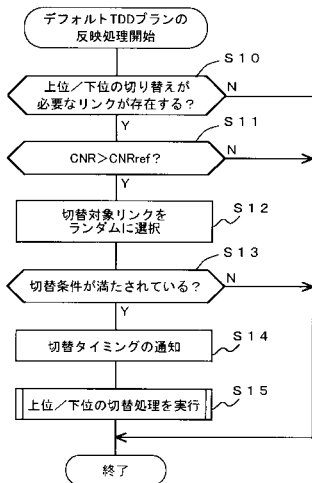 デフォルトTDDプランの
反映処理開始
S10
上位/下位の切り替えが
必要なリンクが存在する?
N
Y
S11
CNR>CNRref?
N
Y
S12
切替対象リンクを
ランダムに選択
S13
切替条件が満たされている?
N
Y
S14
切替タイミングの通知
S15
上位/下位の切替処理を実行
終了